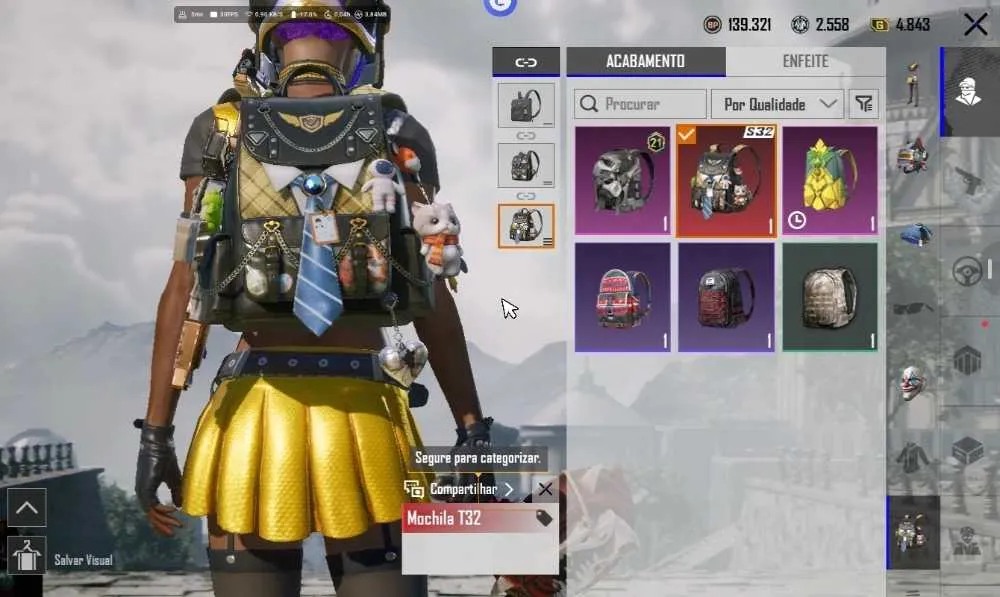 139.321
2.558
4.843
ACABAMENTO
ENFEITE
Procurar
Por Qualidade
21
S32
1
1
1
1
1
1
Segure para categorizar.
Compartilhar
Mochila T32
Salvar Visual